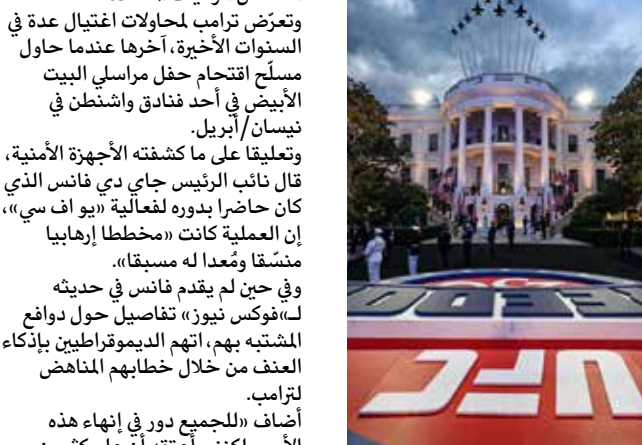 وتعرّض ترامب لمحاولات اغتيال عدة في
السنوات الأخيرة، آخرها عندما حاول
مسلّح اقتحام حفل مراسلي البيت
الأبيض في أحد فنادق واشنطن في
نيسان/أبريل.
وتعليقا على ما كشفته الأجهزة الأمنية،
قال نائب الرئيس جاي دي فانس الذي
كان حاضرا بدوره لفعالية «يو اف سي»،
إن العملية كانت «مخططا إرهابيا
منسّقا ومُعدا له مسبقا».
وفي حين لم يقدم فانس في حديثه
لـ»فوكس نيوز» تفاصيل حول دوافع
المشتبه بهم، اتهم الديموقراطيين بإذكاء
العنف من خلال خطابهم المناهض
لترامب.
أضاف «للجميع دور في إنهاء هذه
UFC